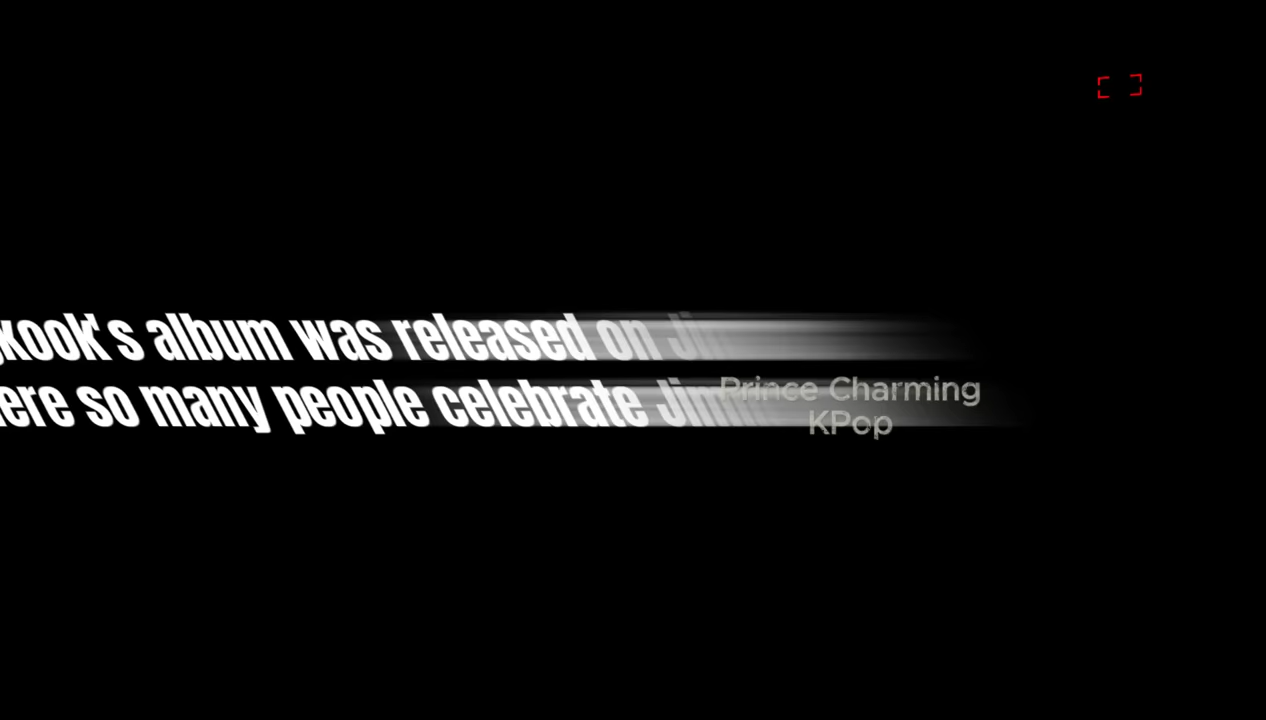 kook's album was released on
ere so many people celebrate
Prince Charming
KPop